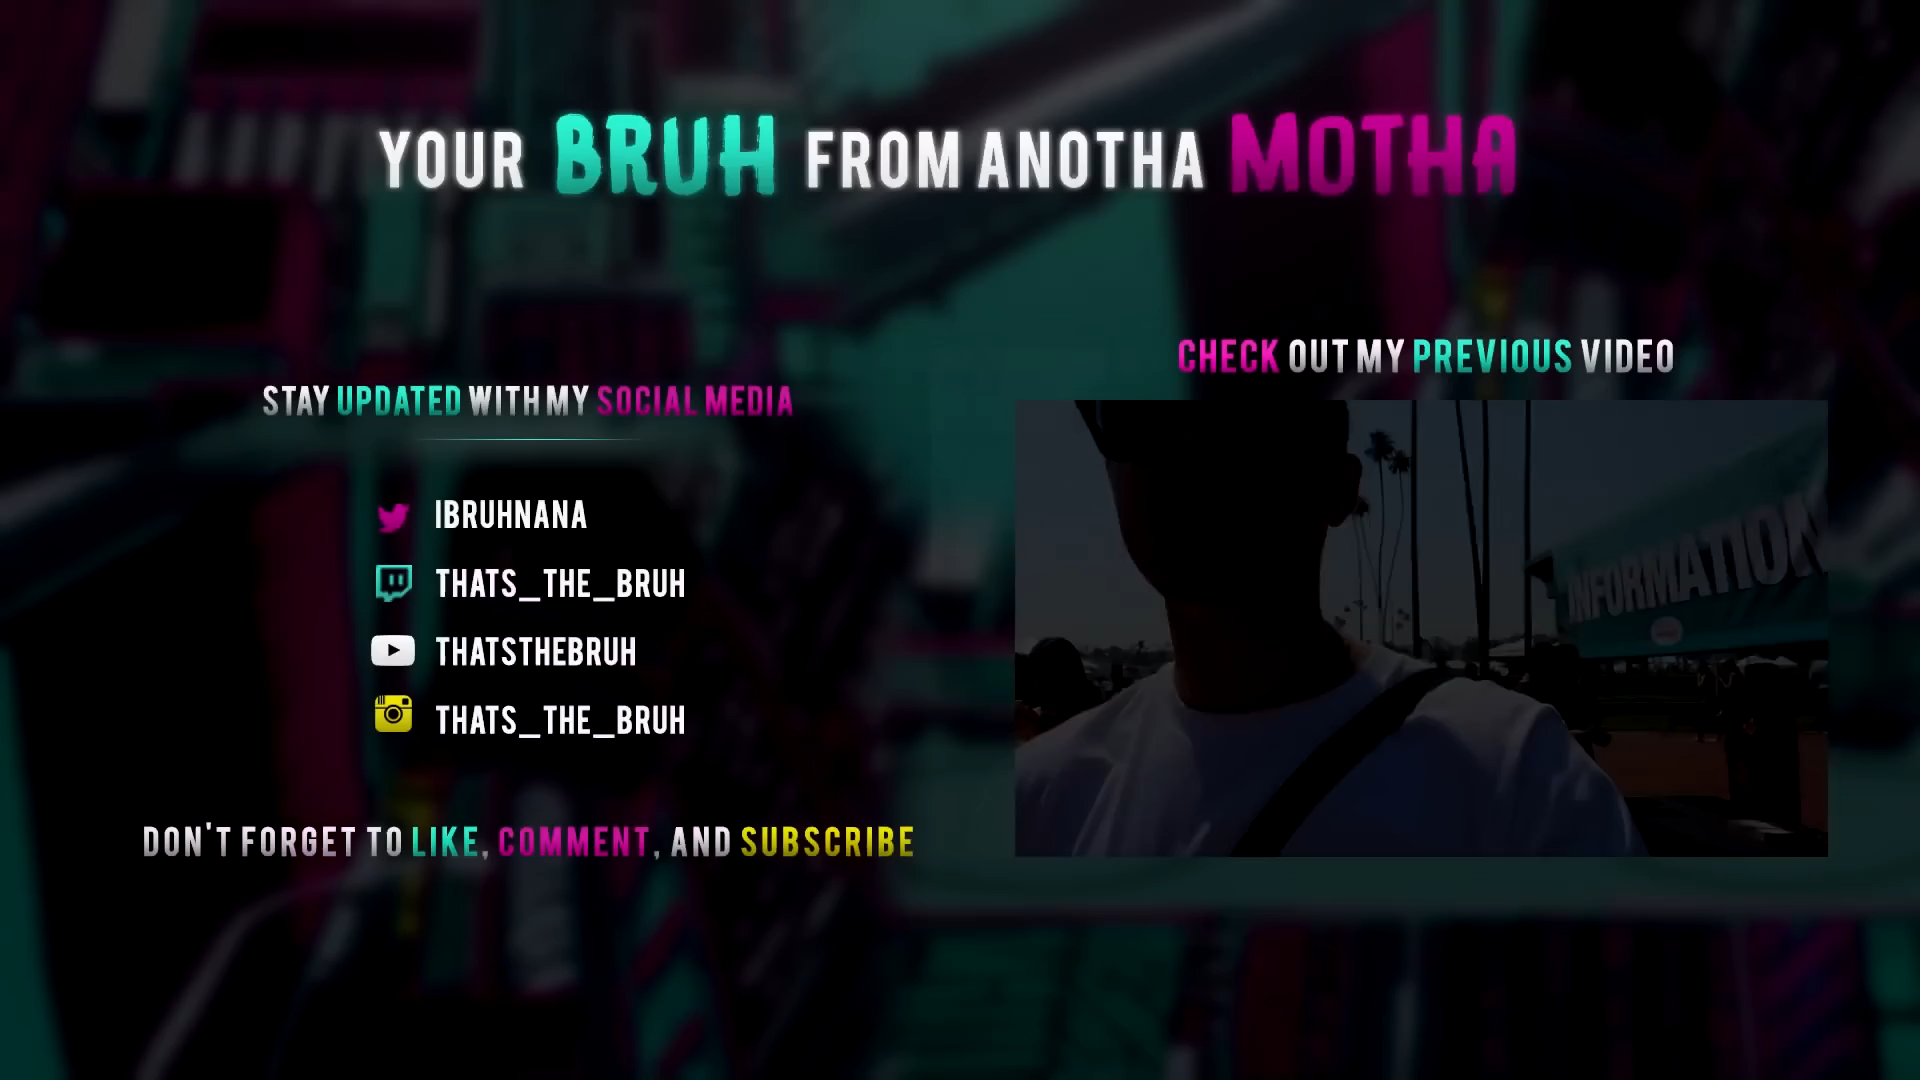 YOUR BRUH FROM ANOTHA MOTHA
CHECK OUT MY PREVIOUS VIDEO
STAY UPDATED WITH MY SOCIAL MEDIA
IBRUHNANA
THATS_THE_BRUH
THATSTHEBRUH
THATS_THE_BRUH
DON'T FORGET TO LIKE, COMMENT, AND SUBSCRIBE
INFORMATION